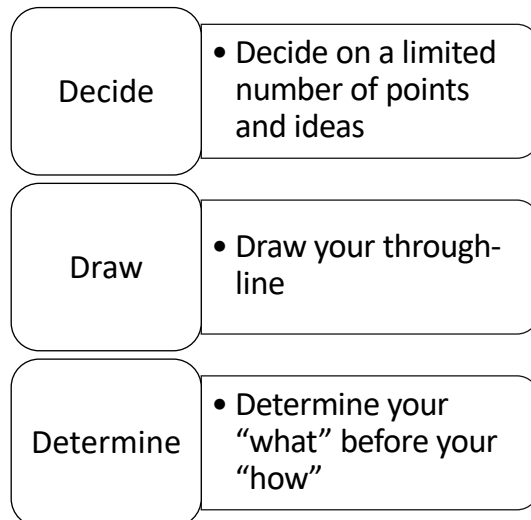 Decide
• Decide on a limited
number of points
and ideas
Draw
• Draw your through-
line
Determine
• Determine your
“what” before your
“how”